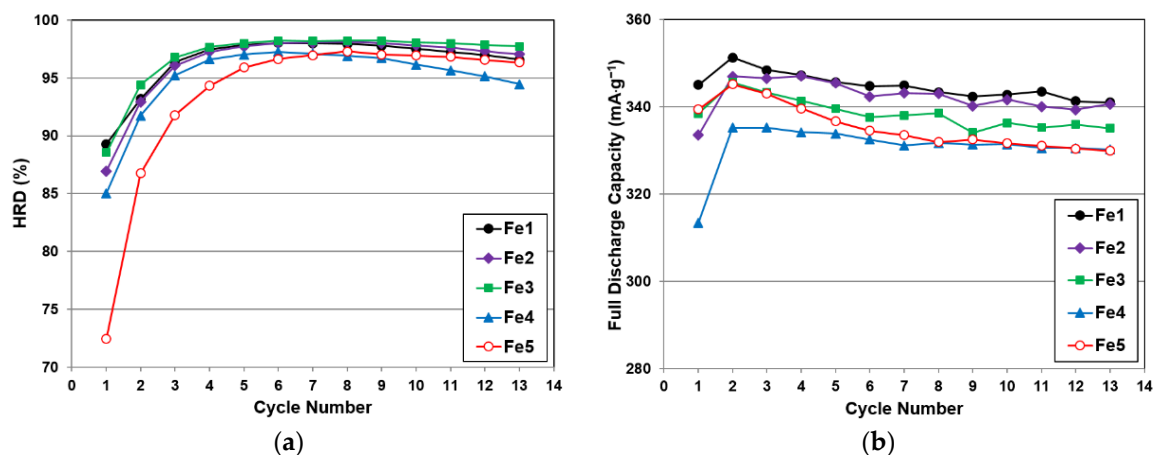 HRD (%)
100
95
90
85
80
75
70
0 1 2 3 4 5 6 7 8 9 10 11 12 13 14
Cycle Number
Fe1
Fe2
Fe3
Fe4
Fe5
(a)
Full Discharge Capacity (mA·g⁻¹)
360
340
320
300
280
0 1 2 3 4 5 6 7 8 9 10 11 12 13 14
Cycle Number
Fe1
Fe2
Fe3
Fe4
Fe5
(b)